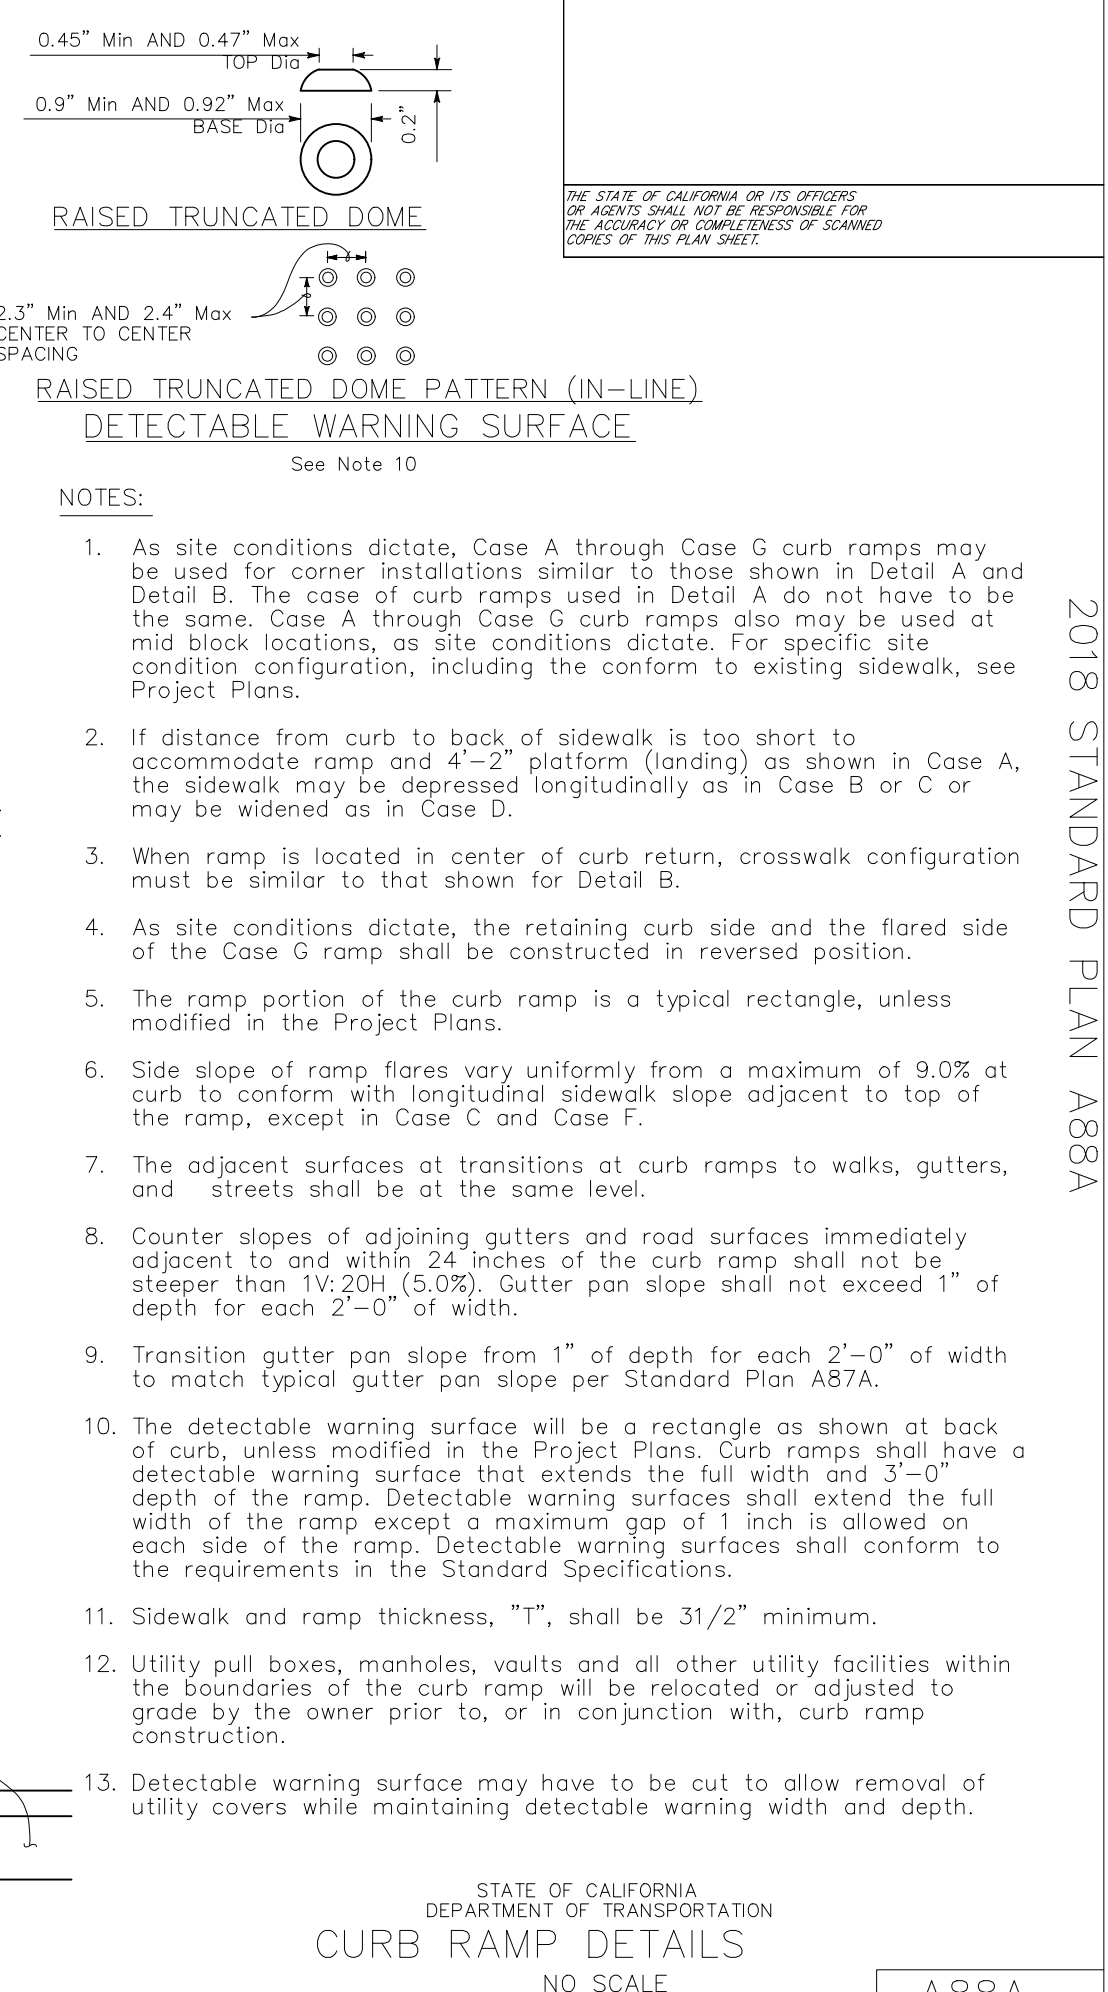 0.45” Min AND 0.47” Max
TOP Dia
0.9” Min AND 0.92” Max
BASE Dia
0.2”
RAISED TRUNCATED DOME
THE STATE OF CALIFORNIA OR ITS OFFICERS
OR AGENTS SHALL NOT BE RESPONSIBLE FOR
THE ACCURACY OR COMPLETENESS OF SCANNED
COPIES OF THIS PLAN SHEET.
2.3” Min AND 2.4” Max
CENTER TO CENTER
SPACING
RAISED TRUNCATED DOME PATTERN (IN-LINE)
DETECTABLE WARNING SURFACE
See Note 10
NOTES:
1. As site conditions dictate, Case A through Case G curb ramps may
be used for corner installations similar to those shown in Detail A and
Detail B. The case of curb ramps used in Detail A do not have to be
the same. Case A through Case G curb ramps also may be used at
mid block locations, as site conditions dictate. For specific site
condition configuration, including the conform to existing sidewalk, see
Project Plans.
2. If distance from curb to back of sidewalk is too short to
accommodate ramp and 4’-2” platform (landing) as shown in Case A,
the sidewalk may be depressed longitudinally as in Case B or C or
may be widened as in Case D.
3. When ramp is located in center of curb return, crosswalk configuration
must be similar to that shown for Detail B.
4. As site conditions dictate, the retaining curb side and the flared side
of the Case G ramp shall be constructed in reversed position.
5. The ramp portion of the curb ramp is a typical rectangle, unless
modified in the Project Plans.
6. Side slope of ramp flares vary uniformly from a maximum of 9.0% at
curb to conform with longitudinal sidewalk slope adjacent to top of
the ramp, except in Case C and Case F.
7. The adjacent surfaces at transitions at curb ramps to walks, gutters,
and streets shall be at the same level.
8. Counter slopes of adjoining gutters and road surfaces immediately
adjacent to and within 24 inches of the curb ramp shall not be
steeper than 1V:20H (5.0%). Gutter pan slope shall not exceed 1” of
depth for each 2’-0” of width.
9. Transition gutter pan slope from 1” of depth for each 2’-0” of width
to match typical gutter pan slope per Standard Plan A87A.
10. The detectable warning surface will be a rectangle as shown at back
of curb, unless modified in the Project Plans. Curb ramps shall have a
detectable warning surface that extends the full width and 3’-0”
depth of the ramp. Detectable warning surfaces shall extend the full
width of the ramp except a maximum gap of 1 inch is allowed on
each side of the ramp. Detectable warning surfaces shall conform to
the requirements in the Standard Specifications.
11. Sidewalk and ramp thickness, ”T”, shall be 31/2” minimum.
12. Utility pull boxes, manholes, vaults and all other utility facilities within
the boundaries of the curb ramp will be relocated or adjusted to
grade by the owner prior to, or in conjunction with, curb ramp
construction.
13. Detectable warning surface may have to be cut to allow removal of
utility covers while maintaining detectable warning width and depth.
2018 STANDARD PLAN A88A
STATE OF CALIFORNIA
DEPARTMENT OF TRANSPORTATION
CURB RAMP DETAILS
NO SCALE
A88A